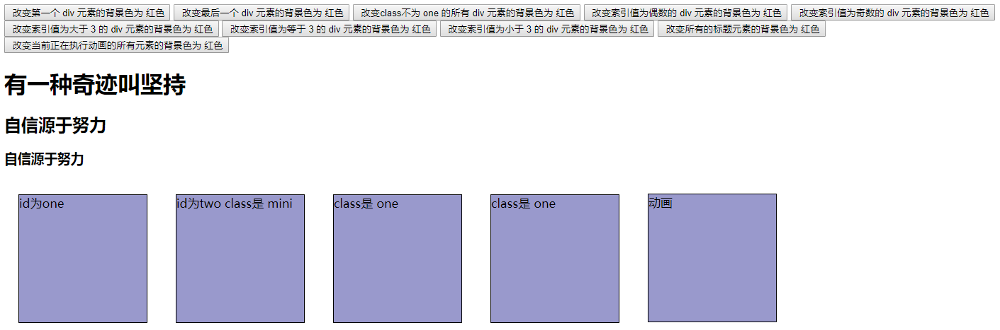 改变第一个 div 元素的背景色为 红色 改变最后一个 div 元素的背景色为 红色 改变class不为 one 的所有 div 元素的背景色为 红色 改变索引值为偶数的 div 元素的背景色为 红色 改变索引值为奇数的 div 元素的背景色为 红色
改变索引值为大于 3 的 div 元素的背景色为 红色 改变索引值为等于 3 的 div 元素的背景色为 红色 改变索引值为小于 3 的 div 元素的背景色为 红色 改变所有的标题元素的背景色为 红色
改变当前正在执行动画的所有元素的背景色为 红色
有一种奇迹叫坚持
自信源于努力
自信源于努力
id为one id为two class是 mini class是 one class是 one 动画